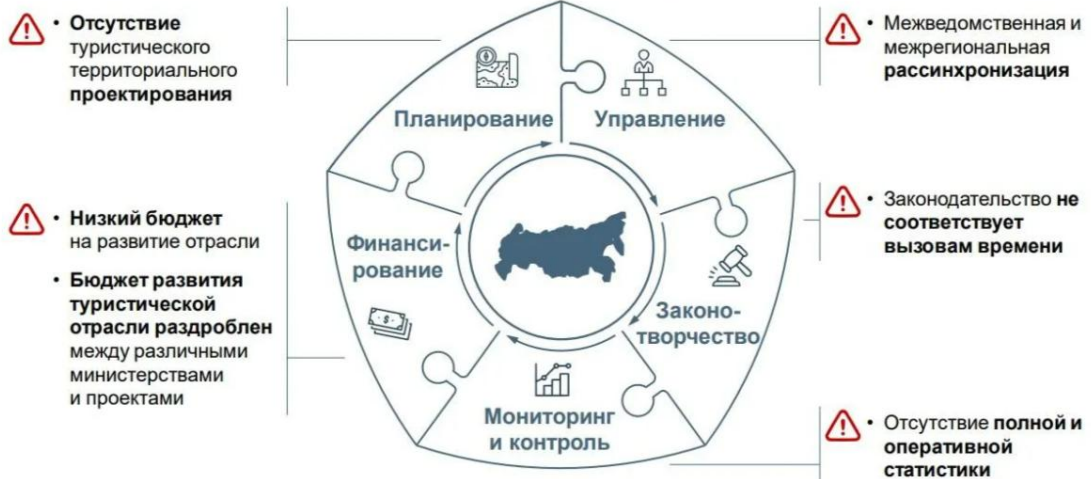 • Отсутствие
туристического
территориального
проектирования
• Межведомственная и
межрегиональная
рассинхронизация
Планирование
Управление
• Низкий бюджет
на развитие отрасли
• Бюджет развития
туристической
отрасли раздроблен
между различными
министерствами
и проектами
• Законодательство не
соответствует
вызовам времени
Финанси-
рование
Законо-
творчество
Мониторинг
и контроль
• Отсутствие полной и
оперативной
статистики